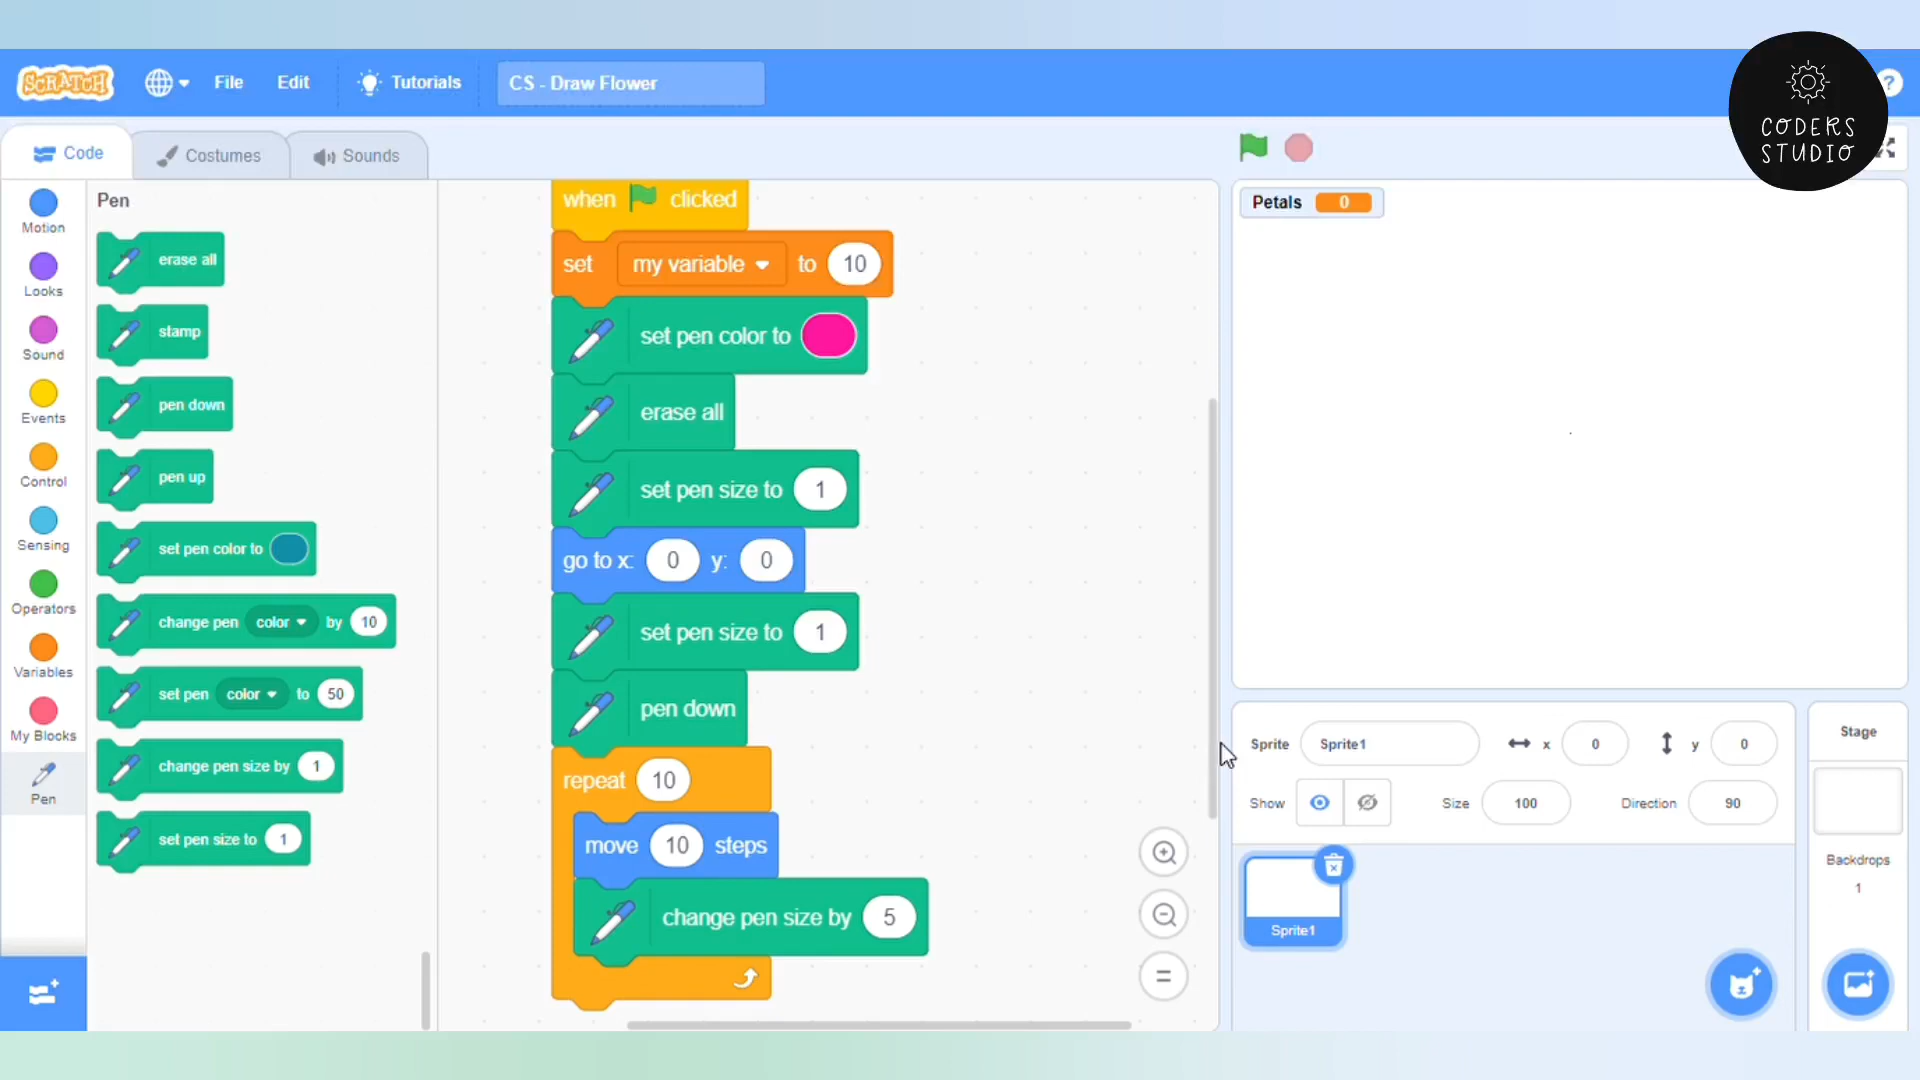 SCRATCH
File
Edit
Tutorials
CS - Draw Flower
?
CODERS
STUDIO
Code
Costumes
Sounds
Motion
Looks
Sound
Events
Control
Sensing
Operators
Variables
My Blocks
Pen
Pen
erase all
stamp
pen down
pen up
set pen color to
change pen color by 10
set pen color to 50
change pen size by 1
set pen size to 1
when clicked
set my variable to 10
set pen color to
erase all
set pen size to 1
go to x: 0 y: 0
set pen size to 1
pen down
repeat 10
move 10 steps
change pen size by 5
Petals 0
Sprite Sprite1 x 0 y 0
Show Size 100 Direction 90
Sprite1
Stage
Backdrops
1